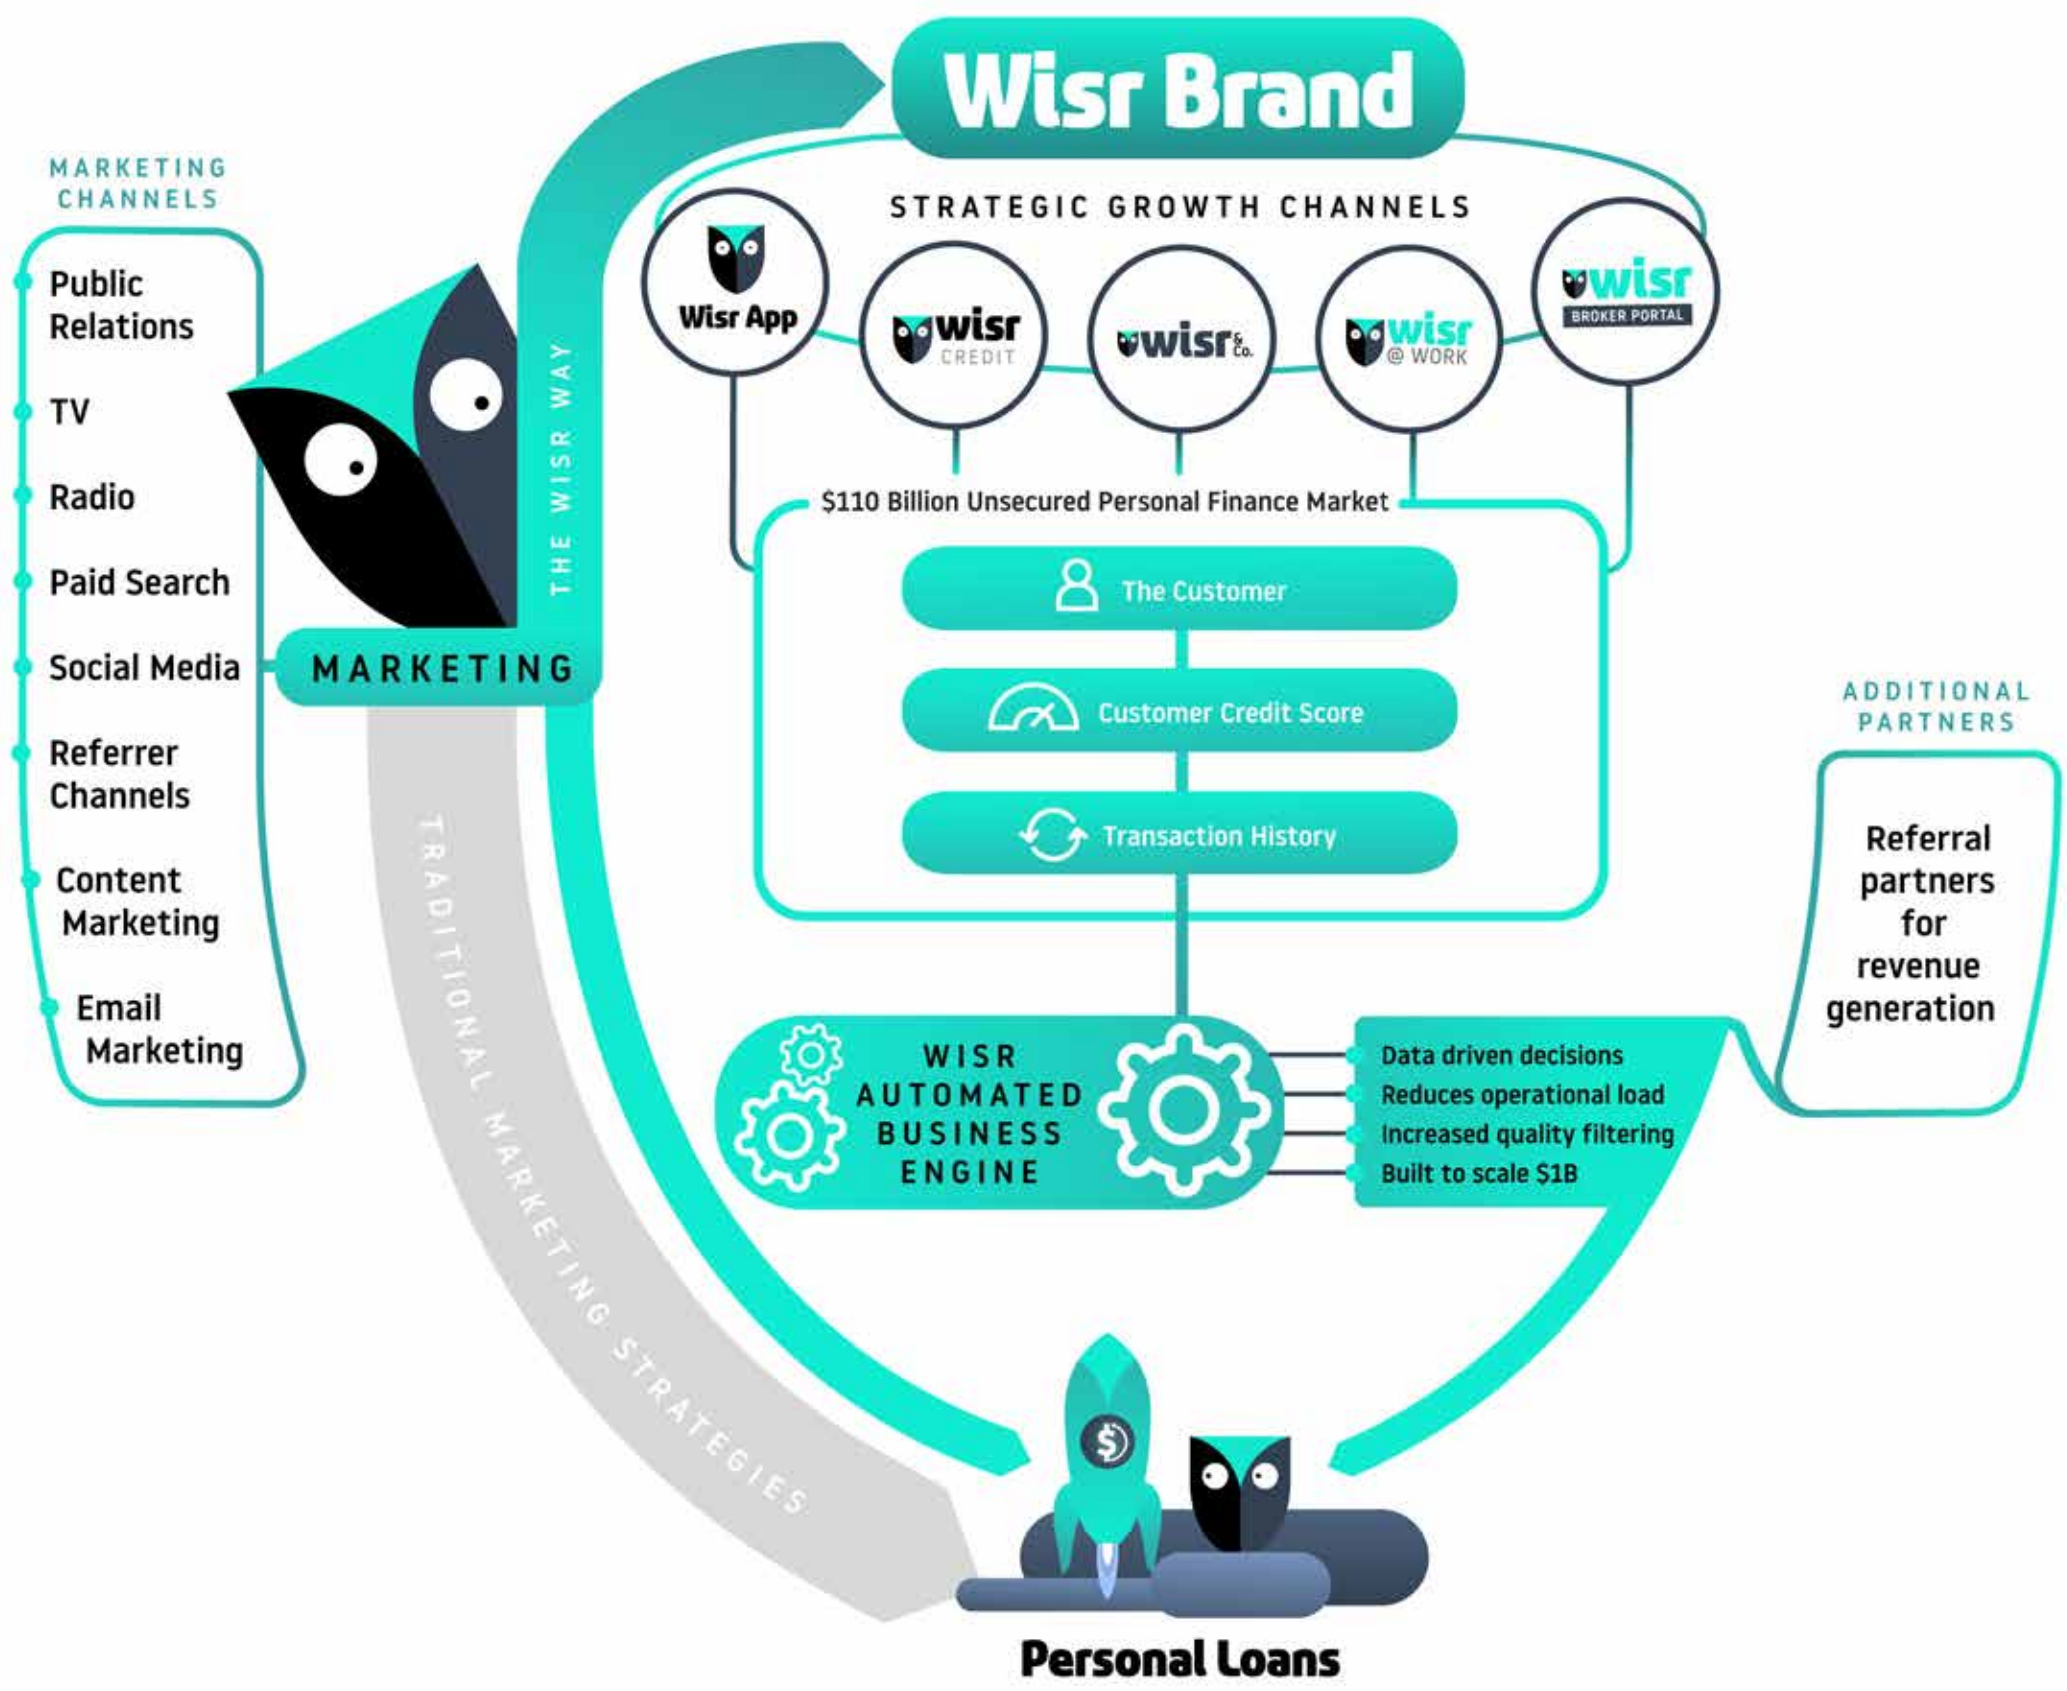 Wisr Brand
MARKETING
CHANNELS
Public
Relations
TV
Radio
Paid Search
Social Media
Referrer
Channels
Content
Marketing
Email
Marketing
MARKETING
THE WISR WAY
TRADITIONAL MARKETING STRATEGIES
STRATEGIC GROWTH CHANNELS
Wisr App
wisr
CREDIT
wisr & Co.
wisr
@ WORK
wisr
BROKER PORTAL
$110 Billion Unsecured Personal Finance Market
The Customer
Customer Credit Score
Transaction History
WISR
AUTOMATED
BUSINESS
ENGINE
Data driven decisions
Reduces operational load
Increased quality filtering
Built to scale $1B
ADDITIONAL
PARTNERS
Referral
partners
for
revenue
generation
$
Personal Loans